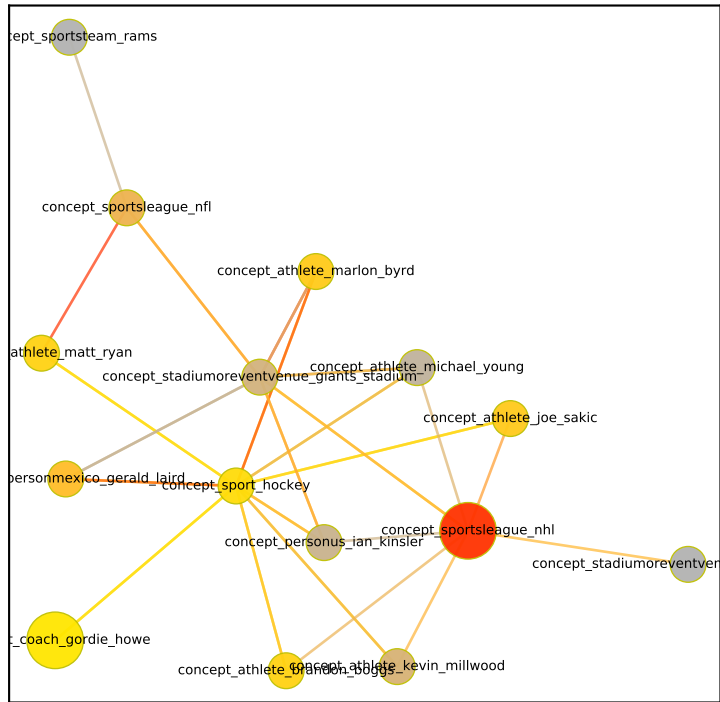 cept_sportsteam_rams
concept_sportsleague_nfl
concept_athlete_marlon_byrd
athlete_matt_ryan
concept_athlete_michael_young
concept_stadiumoreventvenue_giants_stadium
concept_athlete_joe_sakic
personmexico_gerald_laird
concept_sport_hockey
concept_sportsleague_nhl
concept_personus_ian_kinsler
concept_stadiumoreventver
t_coach_gordie_howe
concept_athlete_brandon_boggs
concept_athlete_kevin_millwood